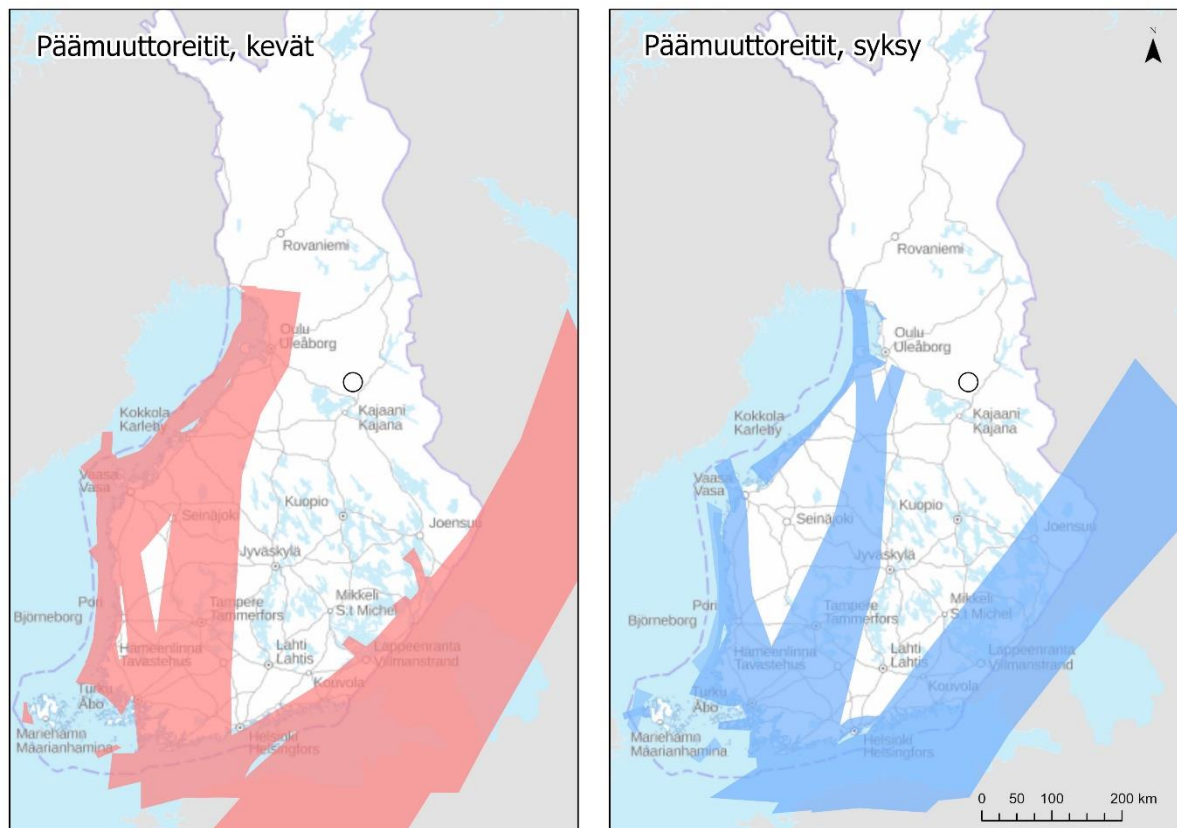 Päämuuttoreitit, kevät
Rovaniemi
Oulu
Uleåborg
Kokkola
Karleby
Kajaani
Kajana
Vaasa
Vasa
Seinäjoki
Kuopio
Joensuu
Jyväskylä
Pori
Björneborg
Tampere
Tammerfors
Mikkeli
S:t Michel
Hämeenlinna
Tavastehus
Lahti
Lahtis
Lappeenranta
Villmanstrand
Kouvola
Turku
Åbo
Mariehamn
Maarianhamina
Helsinki
Helsingfors
Päämuuttoreitit, syksy
N
Rovaniemi
Oulu
Uleåborg
Kokkola
Karleby
Kajaani
Kajana
Vaasa
Vasa
Seinäjoki
Kuopio
Joensuu
Jyväskylä
Pori
Björneborg
Tampere
Tammerfors
Mikkeli
S:t Michel
Hämeenlinna
Tavastehus
Lahti
Lahtis
Lappeenranta
Villmanstrand
Kouvola
Turku
Åbo
Mariehamn
Maarianhamina
Helsinki
Helsingfors
0 50 100 200 km